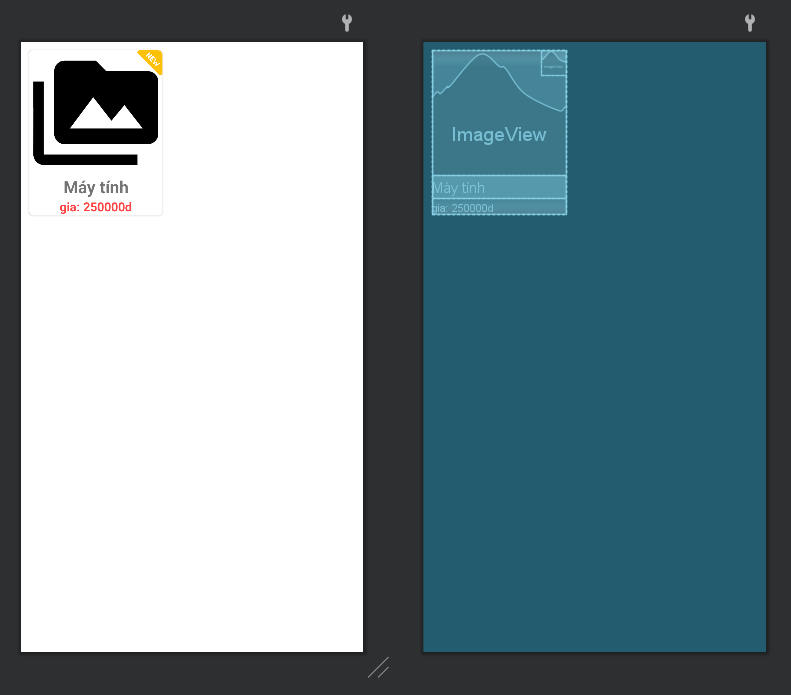 NEW
Máy tính
gia: 250000d
ImageView
Máy tính
gia: 250000d